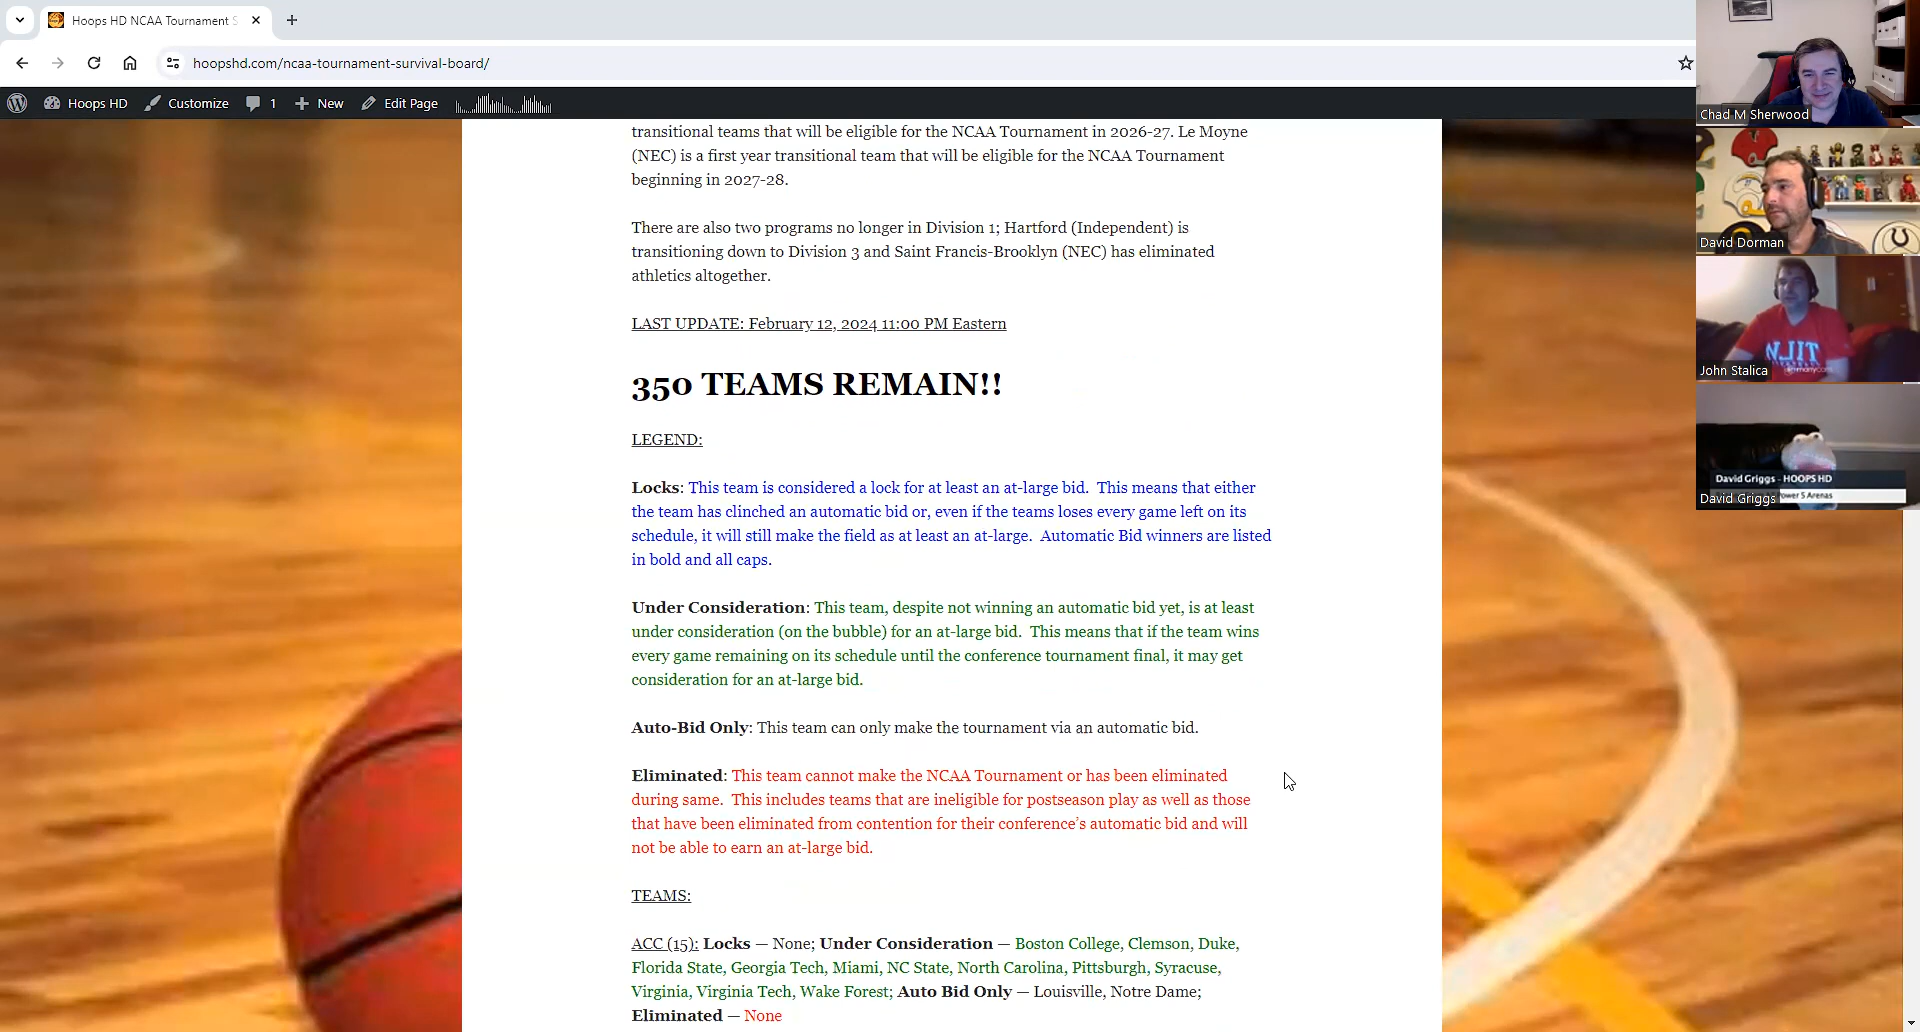 Hoops HD NCAA Tournament S
hoopshd.com/ncaa-tournament-survival-board/
Hoops HD Customize 1 New Edit Page
transitional teams that will be eligible for the NCAA Tournament in 2026-27. Le Moyne
(NEC) is a first year transitional team that will be eligible for the NCAA Tournament
beginning in 2027-28.
There are also two programs no longer in Division 1; Hartford (Independent) is
transitioning down to Division 3 and Saint Francis-Brooklyn (NEC) has eliminated
athletics altogether.
LAST UPDATE: February 12, 2024 11:00 PM Eastern
350 TEAMS REMAIN!!
LEGEND:
Locks: This team is considered a lock for at least an at-large bid. This means that either
the team has clinched an automatic bid or, even if the teams loses every game left on its
schedule, it will still make the field as at least an at-large. Automatic Bid winners are listed
in bold and all caps.
Under Consideration: This team, despite not winning an automatic bid yet, is at least
under consideration (on the bubble) for an at-large bid. This means that if the team wins
every game remaining on its schedule until the conference tournament final, it may get
consideration for an at-large bid.
Auto-Bid Only: This team can only make the tournament via an automatic bid.
Eliminated: This team cannot make the NCAA Tournament or has been eliminated
during same. This includes teams that are ineligible for postseason play as well as those
that have been eliminated from contention for their conference's automatic bid and will
not be able to earn an at-large bid.
TEAMS:
ACC (15): Locks — None; Under Consideration — Boston College, Clemson, Duke,
Florida State, Georgia Tech, Miami, NC State, North Carolina, Pittsburgh, Syracuse,
Virginia, Virginia Tech, Wake Forest; Auto Bid Only — Louisville, Notre Dame;
Eliminated — None
Chad M Sherwood
David Dorman
NJIT
John Stalica
David Griggs - HOOPS HD
Power 5 Arenas
David Griggs